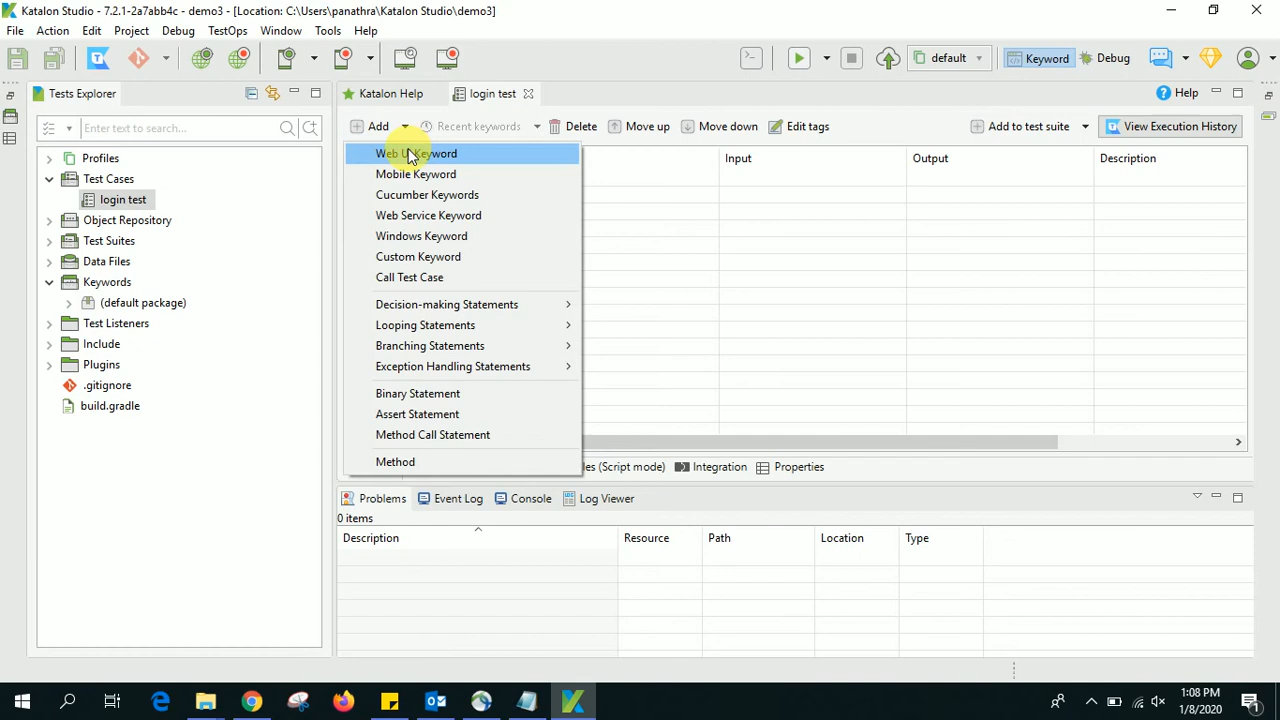 Katalon Studio - 7.2.1-2a7abb4c - demo3 - [Location: C:\Users\panathra\Katalon Studio\demo3]
File Action Project Debug TestOps Window Tools Help
default Keyword Debug
Tests Explorer
Katalon Help login test Help
Enter text to search...
Add Recent keywords Delete Move up Move down Edit tags Add to test suite View Execution History
Profiles
Test Cases
login test
Object Repository
Test Suites
Data Files
Keywords
(default package)
Test Listeners
Include
Plugins
.gitignore
build.gradle
Web UI Keyword
Mobile Keyword
Cucumber Keywords
Web Service Keyword
Windows Keyword
Custom Keyword
Call Test Case
Decision-making Statements
Looping Statements
Branching Statements
Exception Handling Statements
Binary Statement
Assert Statement
Method Call Statement
Method
Input Output Description
(Script mode) Integration Properties
Problems Event Log Console Log Viewer
0 items
Description Resource Path Location Type
1:08 PM
1/8/2020
1